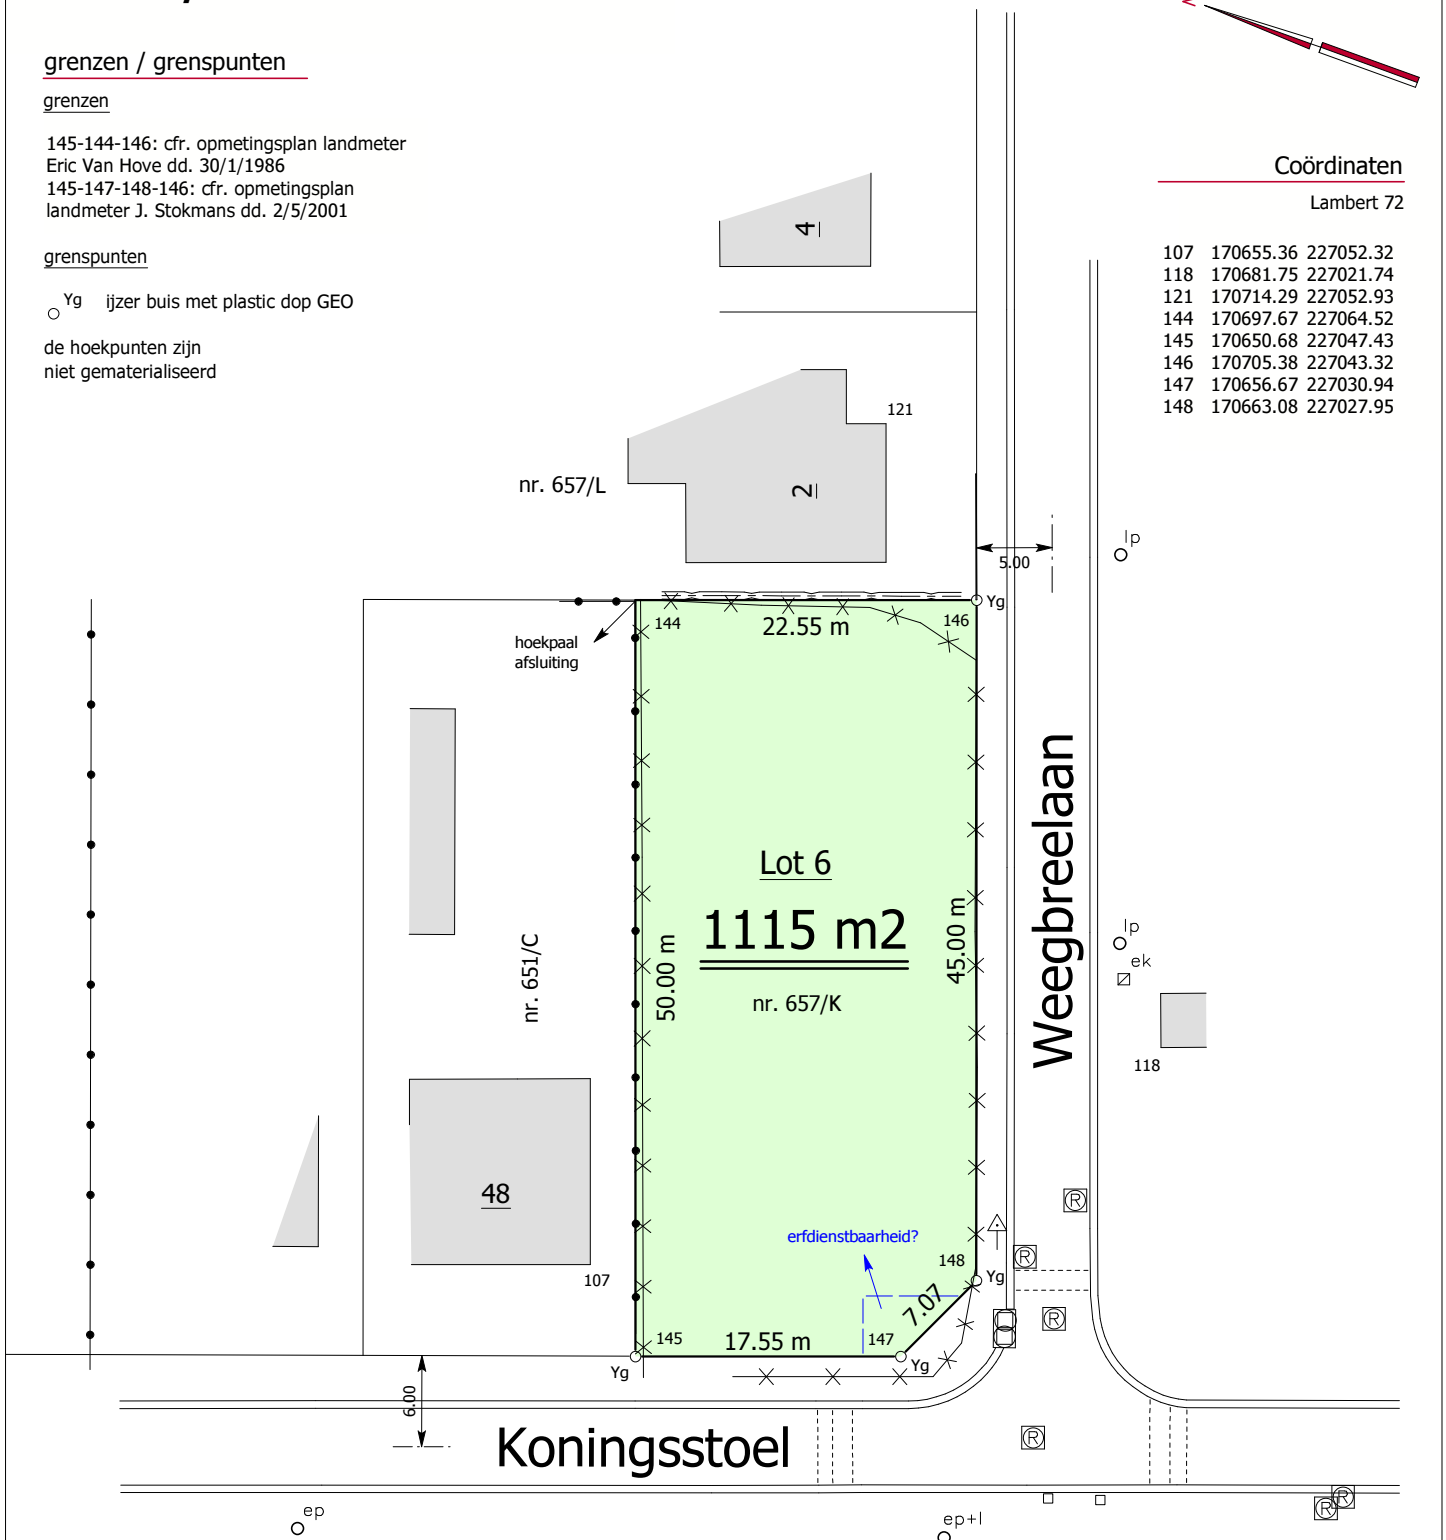 grenzen / grenspunten
grenzen
145-144-146: cfr. opmetingsplan landmeter
Eric Van Hove dd. 30/1/1986
145-147-148-146: cfr. opmetingsplan
landmeter J. Stokmans dd. 2/5/2001
grenspunten
Yg ijzer buis met plastic dop GEO
de hoekpunten zijn
niet gematerialiseerd
Coördinaten
Lambert 72
107 170655.36 227052.32
118 170681.75 227021.74
121 170714.29 227052.93
144 170697.67 227064.52
145 170650.68 227047.43
146 170705.38 227043.32
147 170656.67 227030.94
148 170663.08 227027.95
4
121
nr. 657/L
2
lp
5.00
Yg
144
22.55 m
146
hoekpaal
afsluiting
Lot 6
1115 m2
nr. 657/K
50.00 m
45.00 m
nr. 651/C
Weegbreelaan
lp
ek
118
48
107
erfdienstbaarheid?
148
Yg
7.07
R
R
R
145
17.55 m
147
Yg
Yg
6.00
Koningsstoel
R
R
R
ep
ep+l